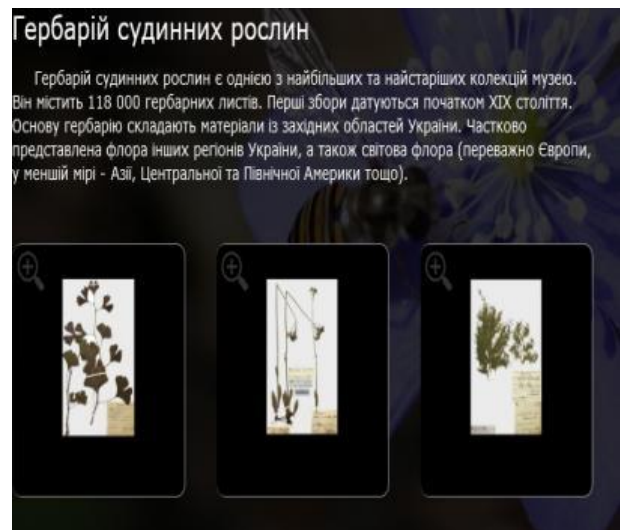 Гербарій судинних рослин
Гербарій судинних рослин є однією з найбільших та найстаріших колекцій музею.
Він містить 118 000 гербарних листів. Перші збори датуються початком XIX століття.
Основу гербарію складають матеріали із західних областей України. Частково
представлена флора інших регіонів України, а також світова флора (переважно Європи,
у меншій мірі - Азії, Центральної та Північної Америки тощо).